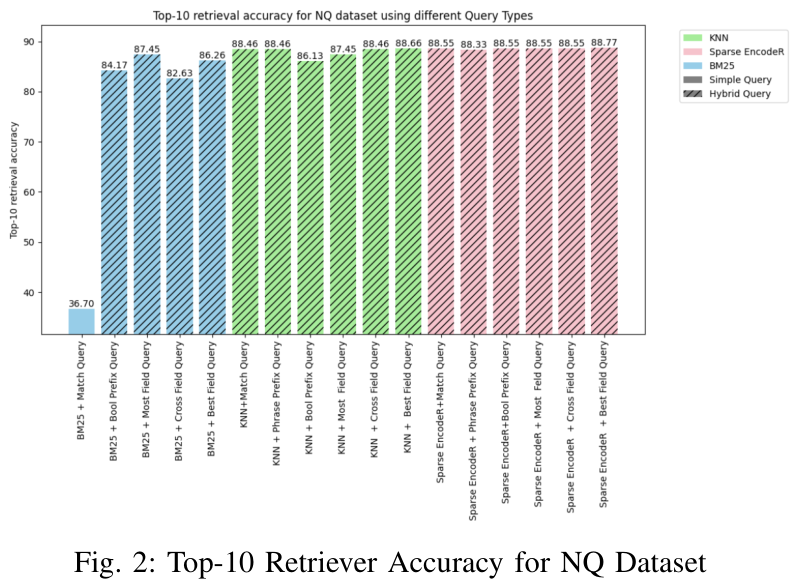 Top-10 retrieval accuracy for NQ dataset using different Query Types
Top-10 retrieval accuracy
90
80
70
60
50
40
36.70
84.17
87.45
82.63
86.26
88.46
88.46
86.13
87.45
88.46
88.66
88.55
88.33
88.55
88.55
88.55
88.77
BM25 + Match Query
BM25 + Bool Prefix Query
BM25 + Most Field Query
BM25 + Cross Field Query
BM25 + Best Field Query
KNN+Match Query
KNN + Phrase Prefix Query
KNN + Bool Prefix Query
KNN + Most Field Query
KNN + Cross Field Query
KNN + Best Field Query
Sparse EncodeR+Match Query
Sparse EncodeR + Phrase Prefix Query
Sparse EncodeR+Bool Prefix Query
Sparse EncodeR + Most Feld Query
Sparse EncodeR + Cross Field Query
Sparse EncodeR + Best Field Query
KNN
Sparse EncodeR
BM25
Simple Query
Hybrid Query
Fig. 2: Top-10 Retriever Accuracy for NQ Dataset